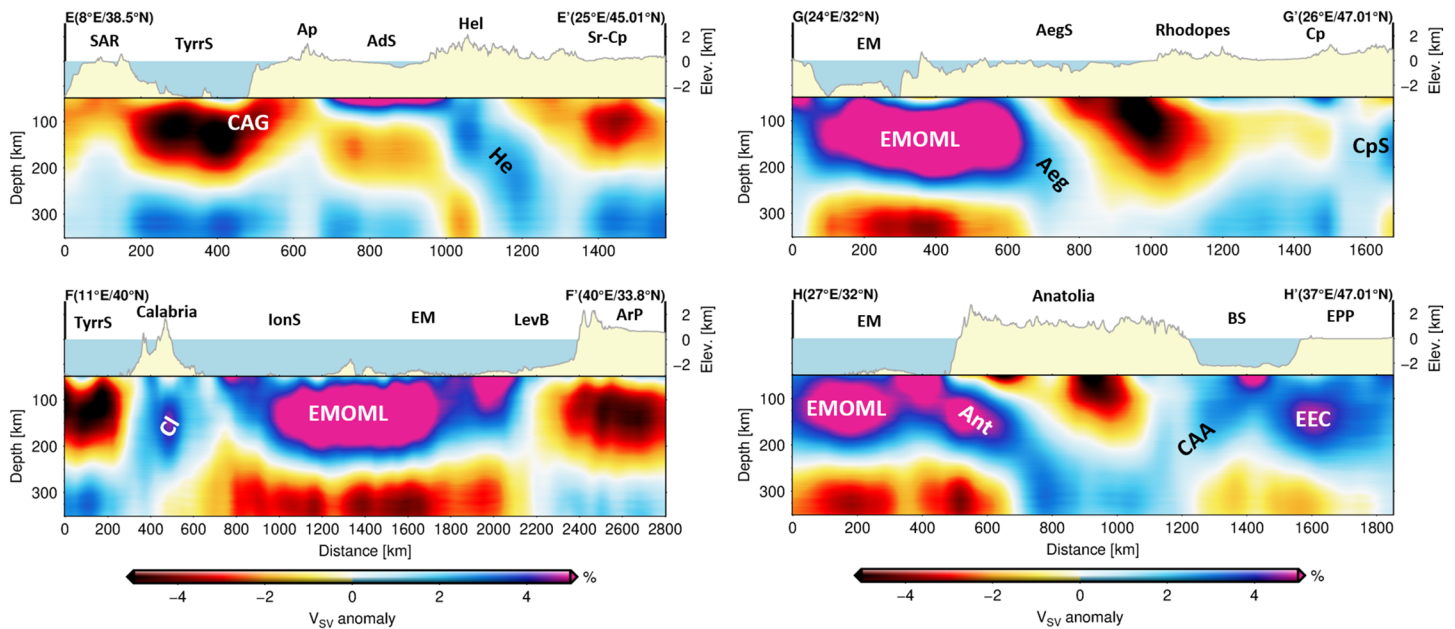 E(8°E/38.5°N) E'(25°E/45.01°N)
SAR TyrrS Ap AdS Hel Sr-Cp
2
0
−2
Elev. [km]
CAG He
100
200
300
Depth [km]
0 200 400 600 800 1000 1200 1400
G(24°E/32°N) G'(26°E/47.01°N)
EM AegS Rhodopes Cp
2
0
−2
Elev. [km]
EMOML Aeg CpS
100
200
300
Depth [km]
0 200 400 600 800 1000 1200 1400 1600
F(11°E/40°N) F'(40°E/33.8°N)
TyrrS Calabria IonS EM LevB ArP
2
0
−2
Elev. [km]
Cl EMOML
100
200
300
Depth [km]
0 200 400 600 800 1000 1200 1400 1600 1800 2000 2200 2400 2600 2800
Distance [km]
−4 −2 0 2 4 %
VSV anomaly
H(27°E/32°N) H'(37°E/47.01°N)
EM Anatolia BS EPP
2
0
−2
Elev. [km]
EMOML Ant CAA EEC
100
200
300
Depth [km]
0 200 400 600 800 1000 1200 1400 1600 1800
Distance [km]
−4 −2 0 2 4 %
VSV anomaly